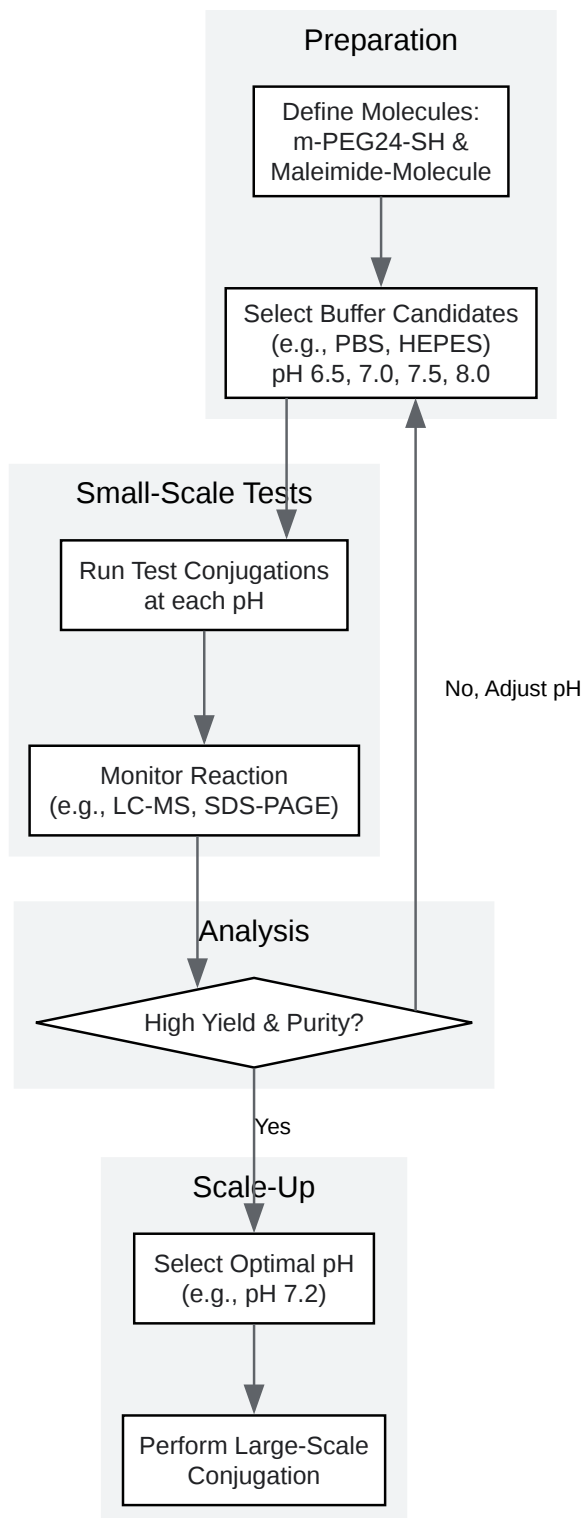 Preparation
Define Molecules:
m-PEG24-SH &
Maleimide-Molecule
Select Buffer Candidates
(e.g., PBS, HEPES)
pH 6.5, 7.0, 7.5, 8.0
Small-Scale Tests
Run Test Conjugations
at each pH
No, Adjust pH
Monitor Reaction
(e.g., LC-MS, SDS-PAGE)
Analysis
High Yield & Purity?
Yes
Scale-Up
Select Optimal pH
(e.g., pH 7.2)
Perform Large-Scale
Conjugation